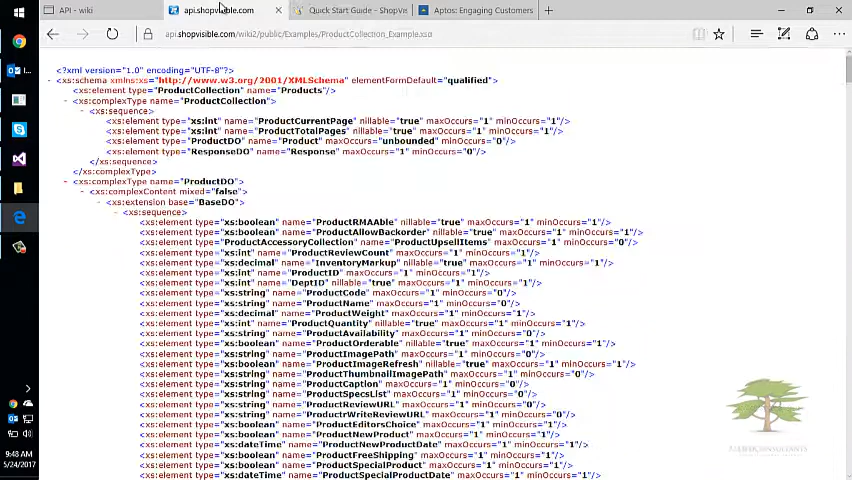 API - wiki
api.shopvisible.com
Quick Start Guide - ShopVis
Aptos: Engaging Customers
api.shopvisible.com/wiki2/public/Examples/ProductCollection_Example.xsd
<?xml version="1.0" encoding="UTF-8"?>
- <xs:schema xmlns:xs="http://www.w3.org/2001/XMLSchema" elementFormDefault="qualified">
<xs:element type="ProductCollection" name="Products"/>
- <xs:complexType name="ProductCollection">
- <xs:sequence>
<xs:element type="xs:int" name="ProductCurrentPage" nillable="true" maxOccurs="1" minOccurs="1"/>
<xs:element type="xs:int" name="ProductTotalPages" nillable="true" maxOccurs="1" minOccurs="1"/>
<xs:element type="ProductDO" name="Product" maxOccurs="unbounded" minOccurs="0"/>
<xs:element type="ResponseDO" name="Response" maxOccurs="1" minOccurs="0"/>
</xs:sequence>
</xs:complexType>
- <xs:complexType name="ProductDO">
- <xs:complexContent mixed="false">
- <xs:extension base="BaseDO">
- <xs:sequence>
<xs:element type="xs:boolean" name="ProductRMAAble" nillable="true" maxOccurs="1" minOccurs="1"/>
<xs:element type="xs:boolean" name="ProductAllowBackorder" nillable="true" maxOccurs="1" minOccurs="1"/>
<xs:element type="ProductAccessoryCollection" name="ProductUpsellItems" maxOccurs="1" minOccurs="0"/>
<xs:element type="xs:int" name="ProductReviewCount" maxOccurs="1" minOccurs="1"/>
<xs:element type="xs:decimal" name="InventoryMarkup" nillable="true" maxOccurs="1" minOccurs="1"/>
<xs:element type="xs:int" name="ProductID" maxOccurs="1" minOccurs="1"/>
<xs:element type="xs:int" name="DeptID" maxOccurs="1" minOccurs="1"/>
<xs:element type="xs:string" name="ProductCode" maxOccurs="1" minOccurs="0"/>
<xs:element type="xs:string" name="ProductName" maxOccurs="1" minOccurs="0"/>
<xs:element type="xs:decimal" name="ProductWeight" maxOccurs="1" minOccurs="1"/>
<xs:element type="xs:int" name="ProductQuantity" nillable="true" maxOccurs="1" minOccurs="1"/>
<xs:element type="xs:string" name="ProductAvailability" maxOccurs="1" minOccurs="0"/>
<xs:element type="xs:boolean" name="ProductOrderable" nillable="true" maxOccurs="1" minOccurs="1"/>
<xs:element type="xs:string" name="ProductImagePath" maxOccurs="1" minOccurs="0"/>
<xs:element type="xs:boolean" name="ProductImageRefresh" nillable="true" maxOccurs="1" minOccurs="1"/>
<xs:element type="xs:string" name="ProductThumbnailImagePath" maxOccurs="1" minOccurs="0"/>
<xs:element type="xs:string" name="ProductCaption" maxOccurs="1" minOccurs="0"/>
<xs:element type="xs:string" name="ProductSpecsList" maxOccurs="1" minOccurs="0"/>
<xs:element type="xs:string" name="ProductReviewURL" maxOccurs="1" minOccurs="0"/>
<xs:element type="xs:string" name="ProductrWriteReviewURL" maxOccurs="1" minOccurs="0"/>
<xs:element type="xs:boolean" name="ProductEditorsChoice" maxOccurs="1" minOccurs="1"/>
<xs:element type="xs:boolean" name="ProductNewProduct" maxOccurs="1" minOccurs="1"/>
<xs:element type="xs:dateTime" name="ProductNewProductDate" maxOccurs="1" minOccurs="1"/>
<xs:element type="xs:boolean" name="ProductFreeShipping" maxOccurs="1" minOccurs="1"/>
<xs:element type="xs:boolean" name="ProductSpecialProduct" maxOccurs="1" minOccurs="1"/>
<xs:element type="xs:dateTime" name="ProductSpecialProductDate" maxOccurs="1" minOccurs="1"/>
9:48 AM
5/24/2017